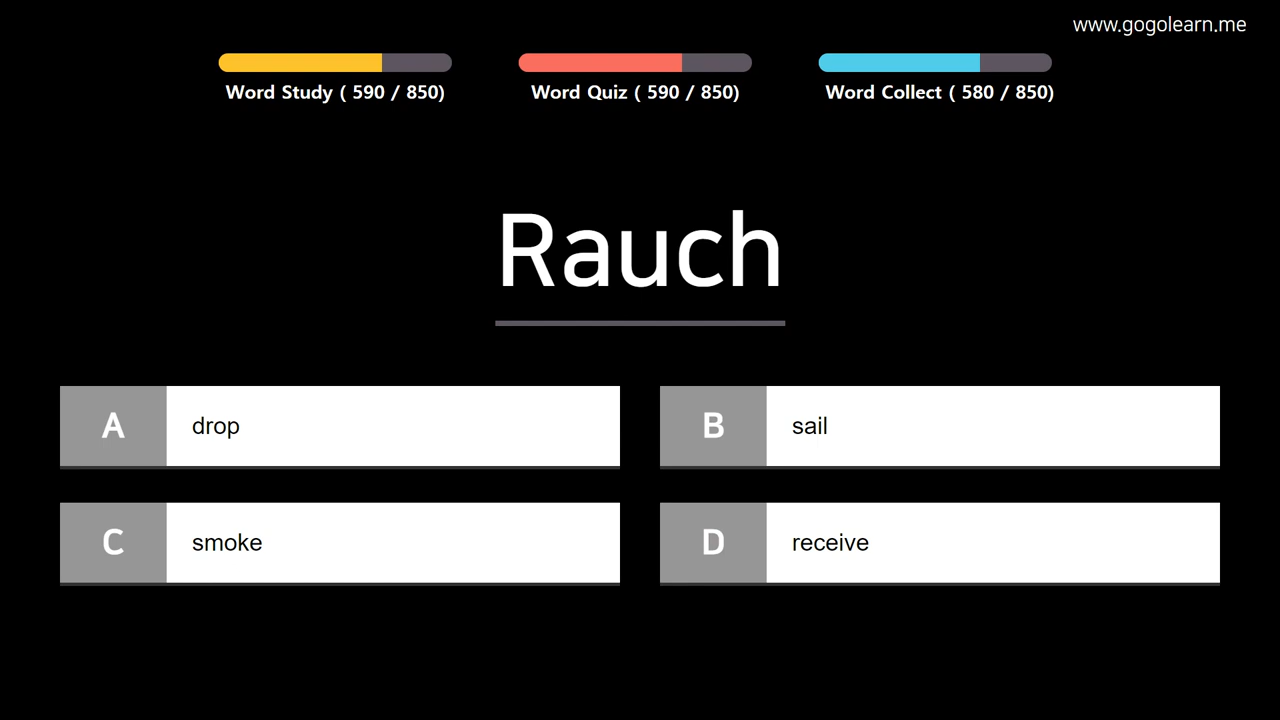 www.gogolearn.me
Word Study ( 590 / 850)
Word Quiz ( 590 / 850)
Word Collect ( 580 / 850)
Rauch
A drop
B sail
C smoke
D receive